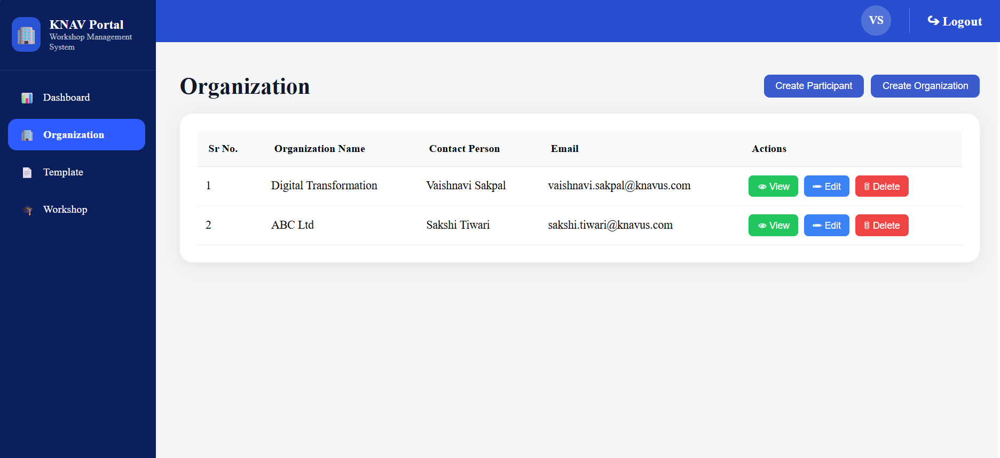 KNAV Portal
Workshop Management
System
VS
Logout
Dashboard
Organization
Template
Workshop
Organization
Create Participant
Create Organization
Sr No. Organization Name Contact Person Email Actions
1 Digital Transformation Vaishnavi Sakpal vaishnavi.sakpal@knavus.com View Edit Delete
2 ABC Ltd Sakshi Tiwari sakshi.tiwari@knavus.com View Edit Delete